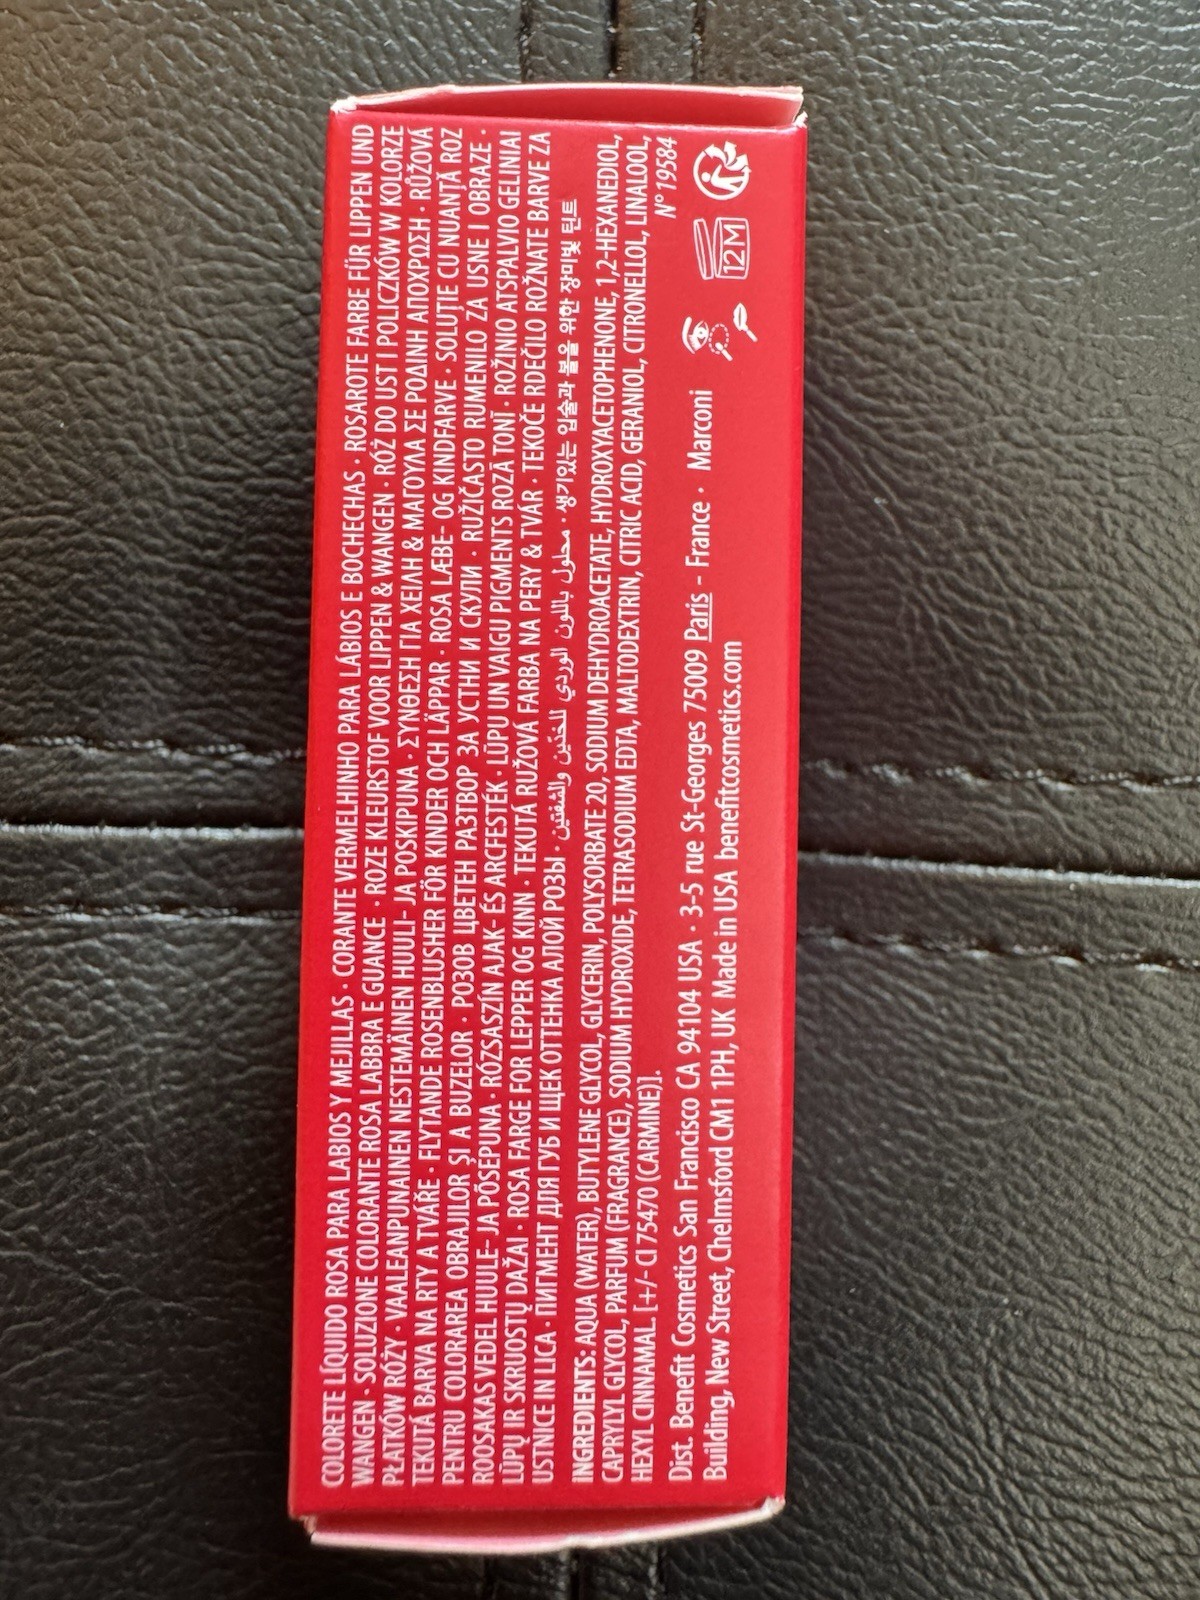 COLORETE LÍQUIDO ROSA PARA LABIOS Y MEJILLAS · CORANTE VERMELHINHO PARA LÁBIOS E BOCHECHAS · ROSAROTE FARBE FÜR LIPPEN UND
WANGEN · SOLUZIONE COLORANTE ROSA LABBRA E GUANCE · ROZE KLEURSTOF VOOR LIPPEN & WANGEN · RÓŻ DO UST I POLICZKÓW W KOLORZE
PŁATKÓW RÓŻY · VAALEANPUNAINEN NESTEMÄINEN HUULI- JA POSKIPUNA · ΣΥΝΘΕΣΗ ΓΙΑ ΧΕΙΛΗ & ΜΑΓΟΥΛΑ ΣΕ ΡΟΔΙΝΗ ΑΠΟΧΡΩΣΗ · RŮŽOVÁ
TEKUTÁ BARVA NA RTY A TVÁŘE · FLYTANDE ROSENBLUSHER FÖR KINDER OCH LÄPPAR · ROSA LÆBE- OG KINDFARVE · SOLUŢIE CU NUANŢĂ ROZ
PENTRU COLORAREA OBRAJILOR ŞI A BUZELOR · РОЗОВ ЦВЕТЕН РАЗТВОР ЗА УСТНИ И СКУЛИ · RUŽIČASTO RUMENILO ZA USNE I OBRAZE ·
ROOSAKAS VEDEL HUULE- JA PÕSEPUNA · RÓZSASZÍN AJAK- ÉS ARCFESTÉK · LŪPU UN VAIGU PIGMENTS ROZĀ TONĪ · ROŽINIO ATSPALVIO GELINIAI
LŪPŲ IR SKRUOSTŲ DAŽAI · ROSA FARGE FOR LEPPER OG KINN · TEKUTÁ RUŽOVÁ FARBA NA PERY & TVÁR · TEKOČE RDEČILO ROŽNATE BARVE ZA
USTNICE IN LICA · ПИГМЕНТ ДЛЯ ГУБ И ЩЕК ОТТЕНКА АЛОЙ РОЗЫ · محلول باللون الوردي للخدّين والشفتين · 생기있는 입술과 볼을 위한 장미빛 틴트
INGREDIENTS: AQUA (WATER), BUTYLENE GLYCOL, GLYCERIN, POLYSORBATE 20, SODIUM DEHYDROACETATE, HYDROXYACETOPHENONE, 1,2-HEXANEDIOL,
CAPRYLYL GLYCOL, PARFUM (FRAGRANCE), SODIUM HYDROXIDE, TETRASODIUM EDTA, MALTODEXTRIN, CITRIC ACID, GERANIOL, CITRONELLOL, LINALOOL,
HEXYL CINNAMAL. [+/- CI 75470 (CARMINE)]. N° 19584
Dist. Benefit Cosmetics San Francisco CA 94104 USA · 3-5 rue St-Georges 75009 Paris - France · Marconi
Building, New Street, Chelmsford CM1 1PH, UK Made in USA benefitcosmetics.com
12M